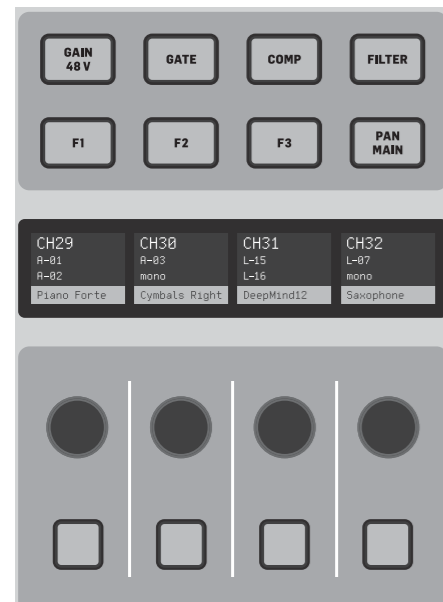 GAIN
48 V
GATE
COMP
FILTER
F1
F2
F3
PAN
MAIN
CH29
A-01
A-02
Piano Forte
CH30
A-03
mono
Cymbals Right
CH31
L-15
L-16
DeepMind12
CH32
L-07
mono
Saxophone